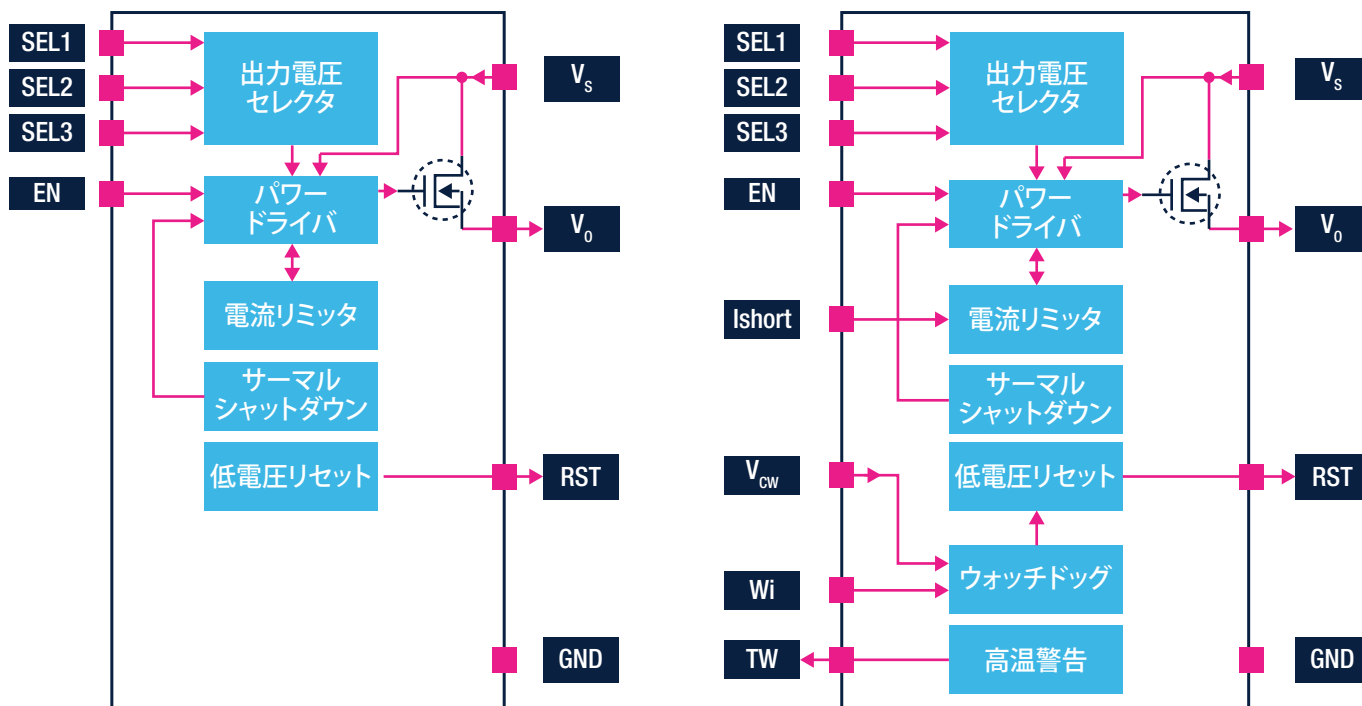 SEL1
SEL2
SEL3
EN
出力電圧
セレクタ
パワー
ドライバ
電流リミッタ
サーマル
シャットダウン
低電圧リセット
VS
VO
RST
GND
SEL1
SEL2
SEL3
EN
Ishort
VCW
Wi
TW
出力電圧
セレクタ
パワー
ドライバ
電流リミッタ
サーマル
シャットダウン
低電圧リセット
ウォッチドッグ
高温警告
VS
VO
RST
GND